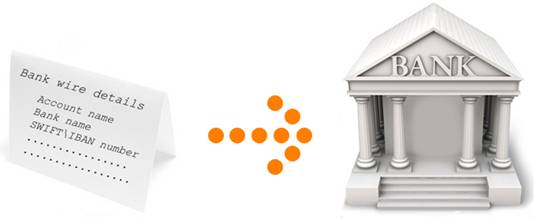 Bank wire details
Account name
Bank name
SWIFT\IBAN number
................
.................
BANK